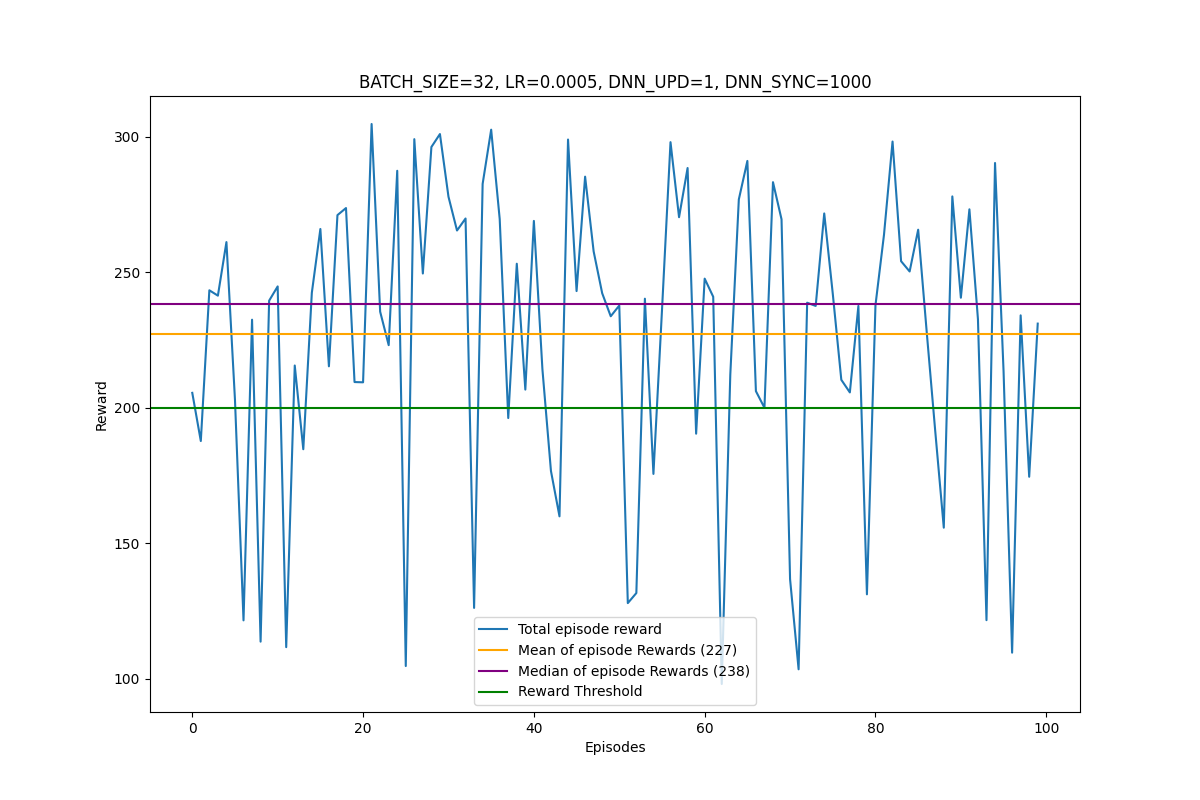 BATCH_SIZE=32, LR=0.0005, DNN_UPD=1, DNN_SYNC=1000
Reward
300
250
200
150
100
Total episode reward
Mean of episode Rewards (227)
Median of episode Rewards (238)
Reward Threshold
0 20 40 60 80 100
Episodes